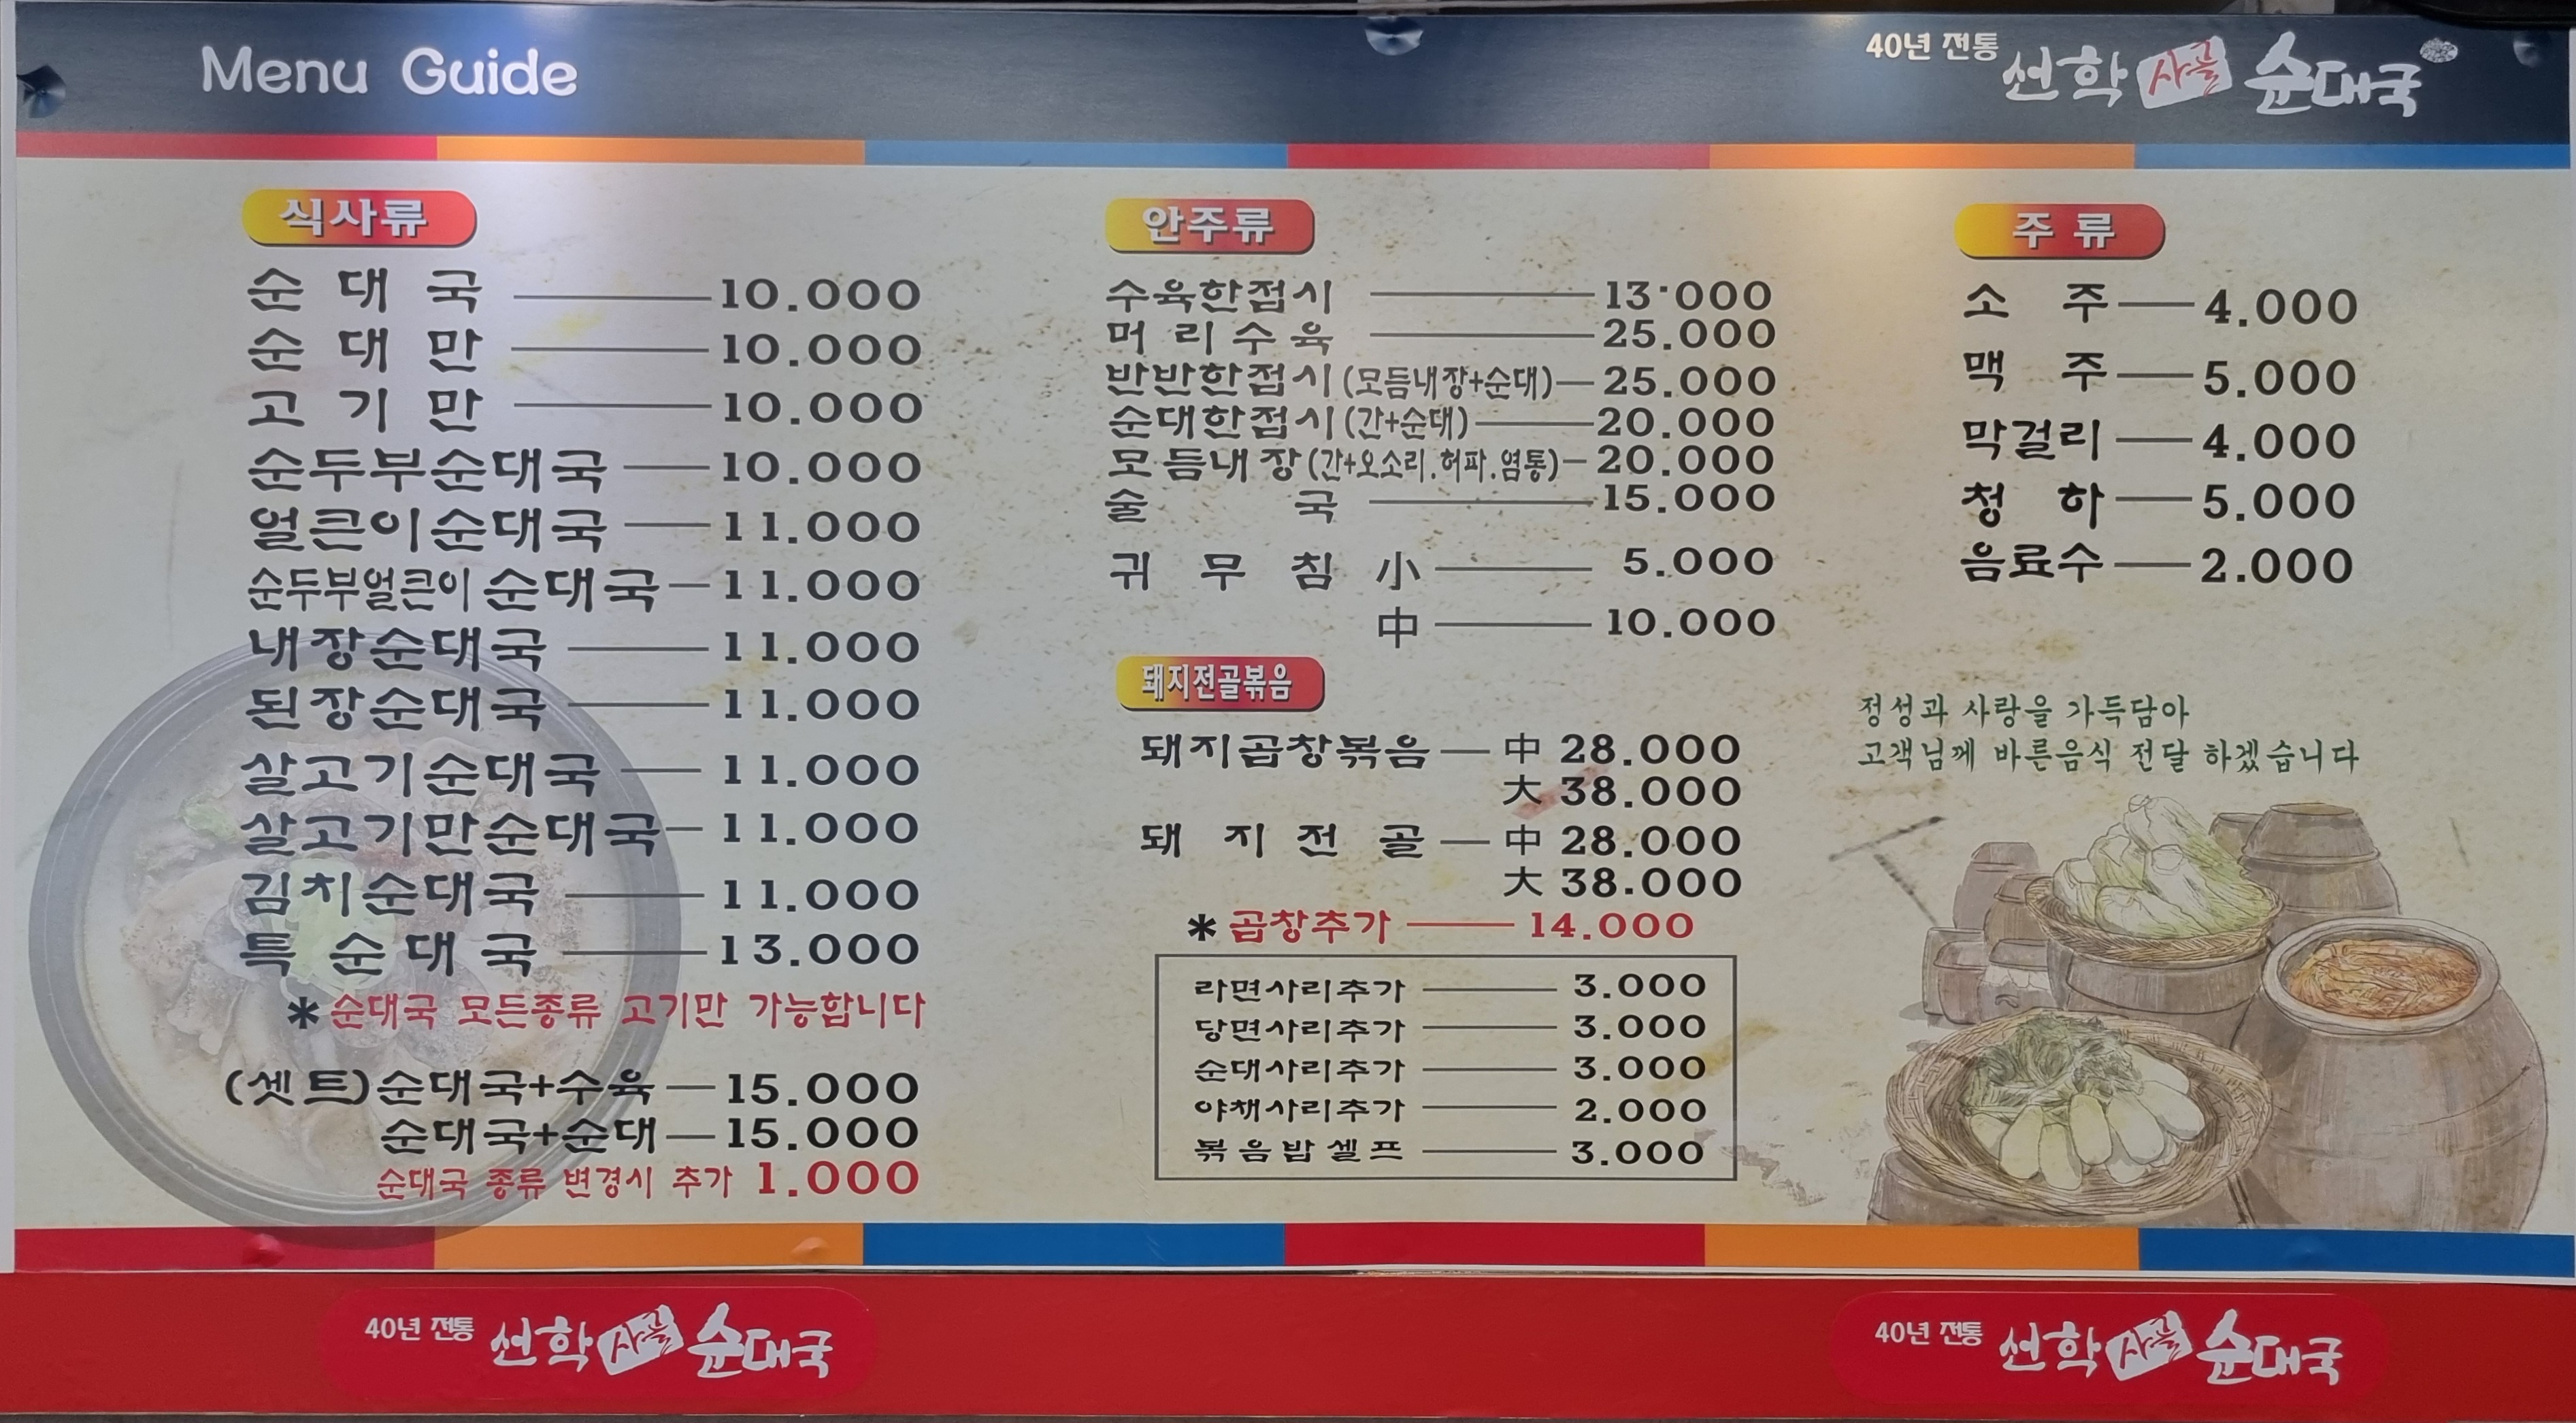 Menu Guide
40년 전통 선학 사골 순대국
식사류
순대국 10.000
순대만 10.000
고기만 10.000
순두부순대국 10.000
얼큰이순대국 11.000
순두부얼큰이 순대국 11.000
내장순대국 11.000
된장순대국 11.000
살고기순대국 11.000
살고기만순대국 11.000
김치순대국 11.000
특순대국 13.000
* 순대국 모든종류 고기만 가능합니다
(셋트)순대국+수육 15.000
순대국+순대 15.000
순대국 종류 변경시 추가 1.000
안주류
수육한접시 13.000
머리수육 25.000
반반한접시(모듬내장+순대) 25.000
순대한접시(간+순대) 20.000
모듬내장(간+오소리.허파.염통) 20.000
술국 15.000
귀무침 小 5.000
中 10.000
돼지전골볶음
돼지곱창볶음 中 28.000
大 38.000
돼지전골 中 28.000
大 38.000
* 곱창추가 14.000
라면사리추가 3.000
당면사리추가 3.000
순대사리추가 3.000
야채사리추가 2.000
볶음밥셀프 3.000
주류
소주 4.000
맥주 5.000
막걸리 4.000
청하 5.000
음료수 2.000
정성과 사랑을 가득담아
고객님께 바른음식 전달 하겠습니다
40년 전통 선학 사골 순대국
40년 전통 선학 사골 순대국